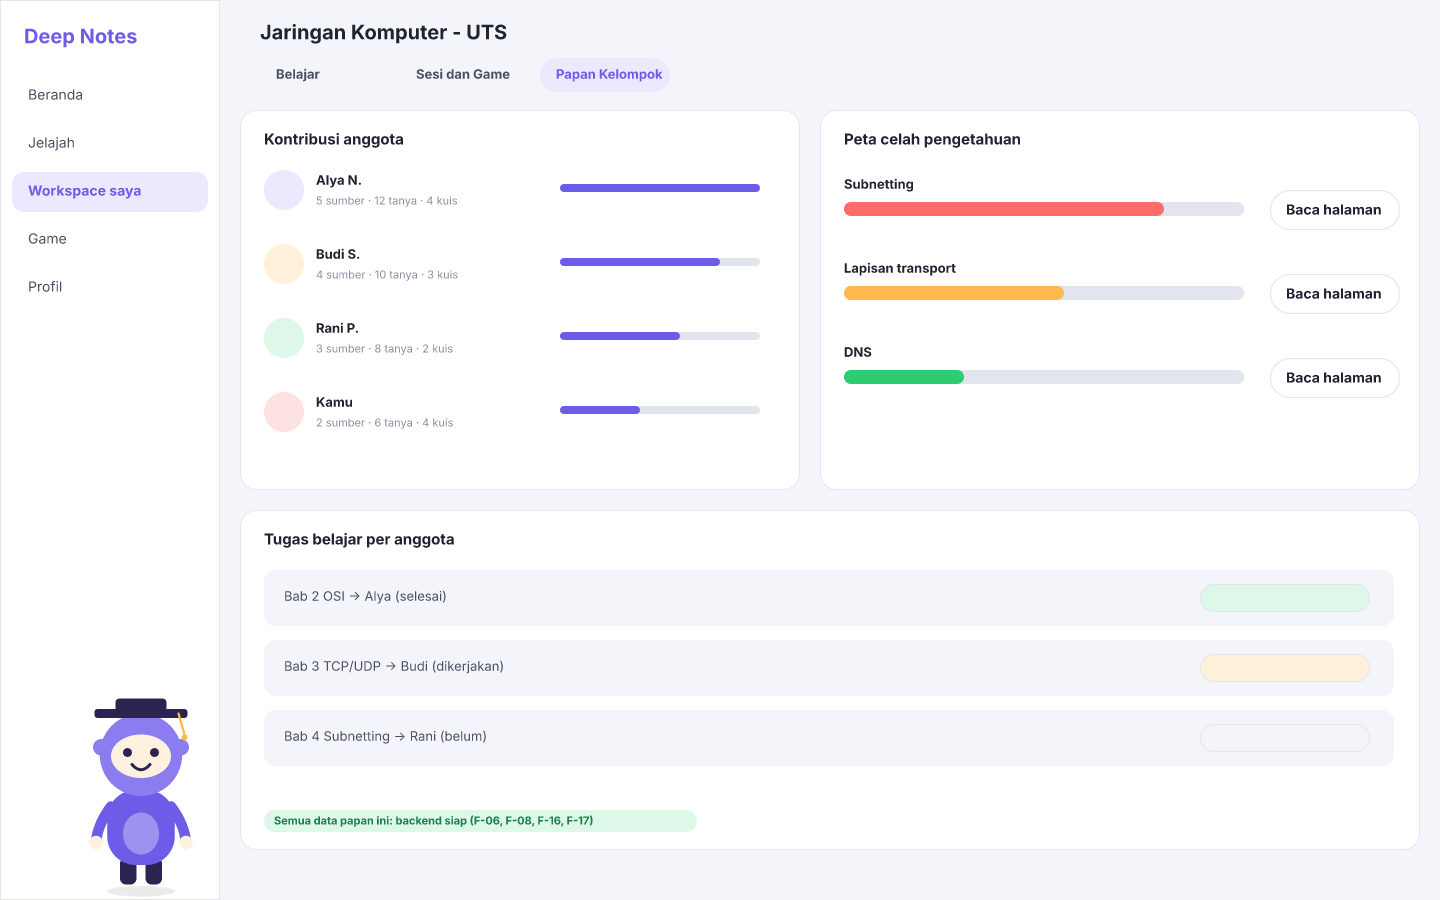 Deep Notes
Beranda
Jelajah
Workspace saya
Game
Profil
Jaringan Komputer - UTS
Belajar
Sesi dan Game
Papan Kelompok
Kontribusi anggota
Alya N.
5 sumber · 12 tanya · 4 kuis
Budi S.
4 sumber · 10 tanya · 3 kuis
Rani P.
3 sumber · 8 tanya · 2 kuis
Kamu
2 sumber · 6 tanya · 4 kuis
Peta celah pengetahuan
Subnetting
Baca halaman
Lapisan transport
Baca halaman
DNS
Baca halaman
Tugas belajar per anggota
Bab 2 OSI → Alya (selesai)
Bab 3 TCP/UDP → Budi (dikerjakan)
Bab 4 Subnetting → Rani (belum)
Semua data papan ini: backend siap (F-06, F-08, F-16, F-17)